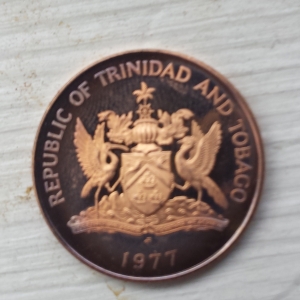 REPUBLIC OF TRINIDAD AND TOBAGO
1977